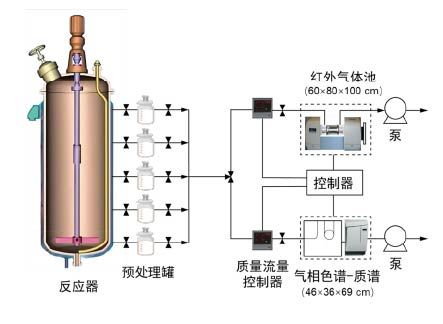 红外气体池
(60×80×100 cm)
泵
控制器
反应器
预处理罐
质量流量
控制器
气相色谱-质谱
(46×36×69 cm)
泵